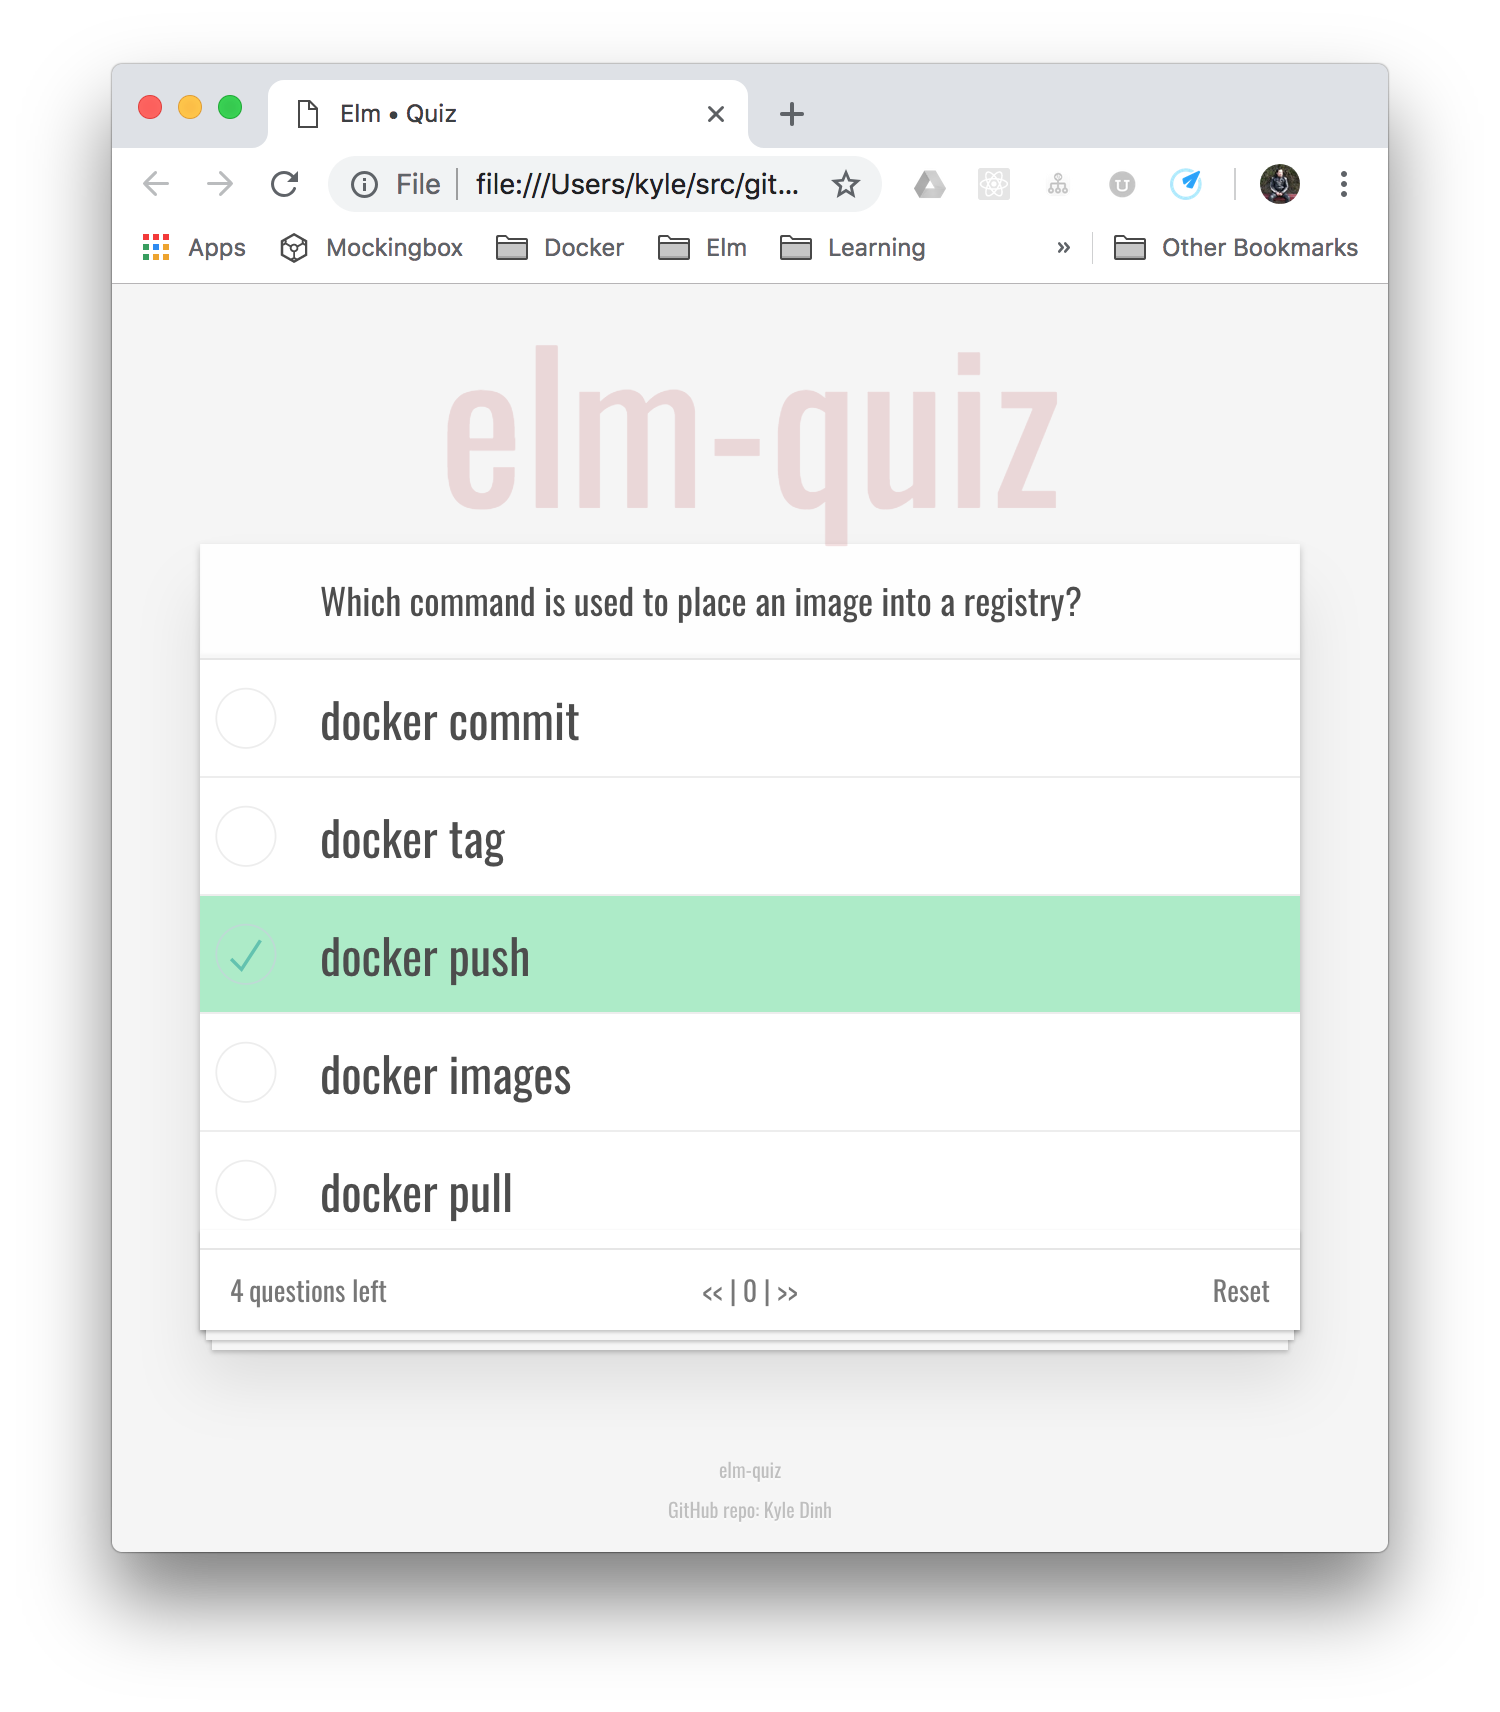 Elm • Quiz
File | file:///Users/kyle/src/git...
Apps Mockingbox Docker Elm Learning » Other Bookmarks
elm-quiz
Which command is used to place an image into a registry?
docker commit
docker tag
docker push
docker images
docker pull
4 questions left << | 0 | >> Reset
elm-quiz
GitHub repo: Kyle Dinh